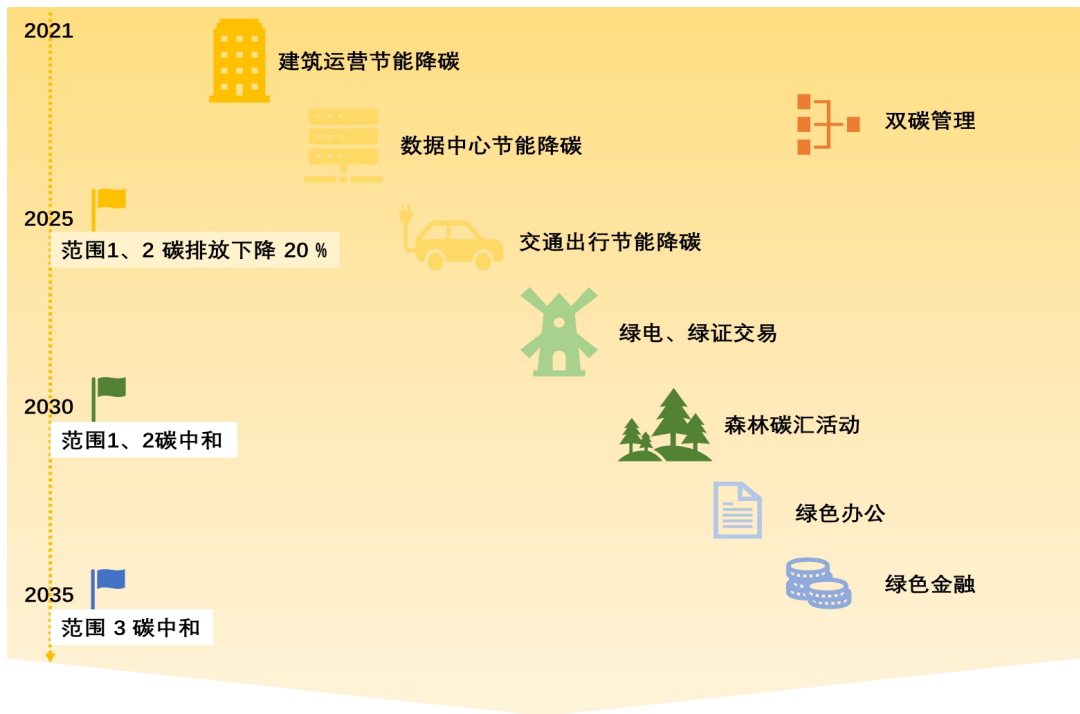 2021
建筑运营节能降碳
双碳管理
数据中心节能降碳
2025
范围1、2 碳排放下降 20 %
交通出行节能降碳
绿电、绿证交易
2030
范围1、2碳中和
森林碳汇活动
绿色办公
绿色金融
2035
范围 3 碳中和